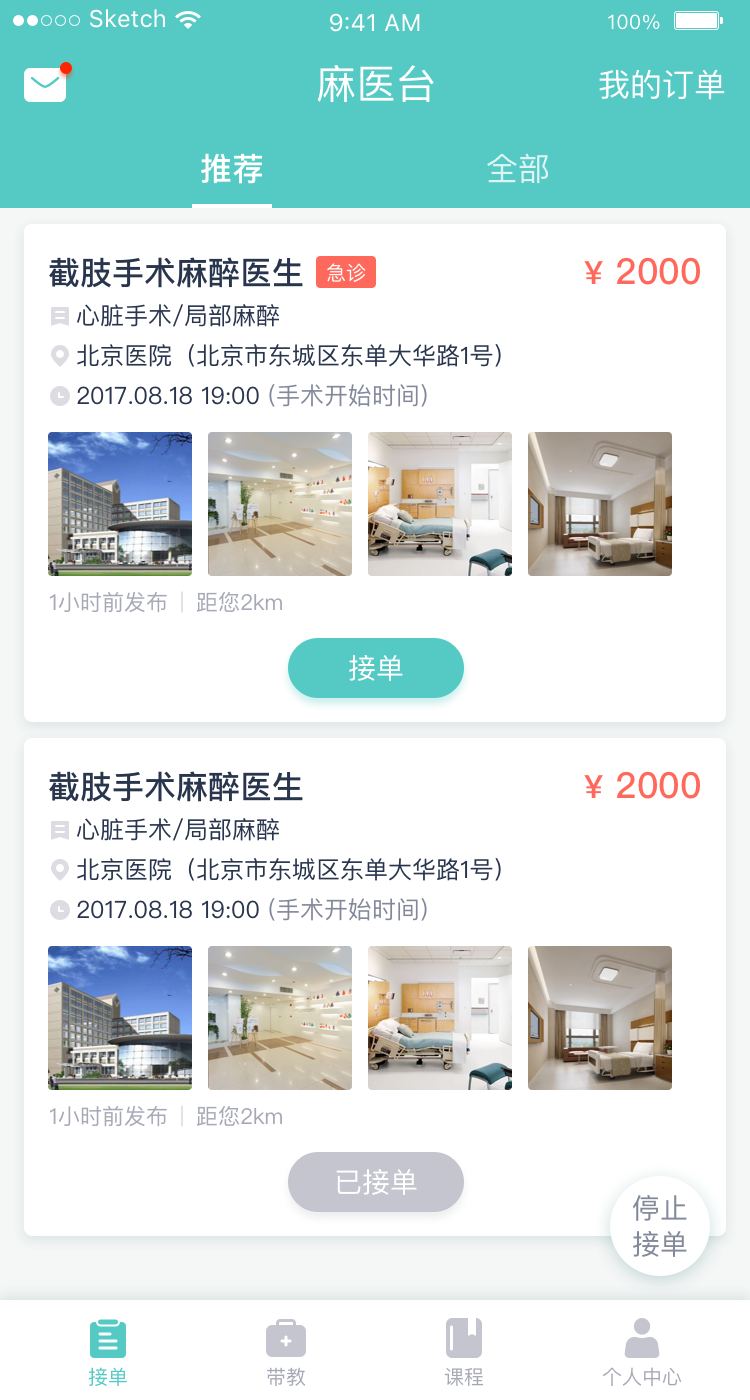 Sketch 9:41 AM 100%
麻医台 我的订单
推荐 全部
截肢手术麻醉医生 急诊 ¥ 2000
心脏手术/局部麻醉
北京医院（北京市东城区东单大华路1号）
2017.08.18 19:00 (手术开始时间)
1小时前发布 | 距您2km
接单
截肢手术麻醉医生 ¥ 2000
心脏手术/局部麻醉
北京医院（北京市东城区东单大华路1号）
2017.08.18 19:00 (手术开始时间)
1小时前发布 | 距您2km
已接单
停止
接单
接单 带教 课程 个人中心